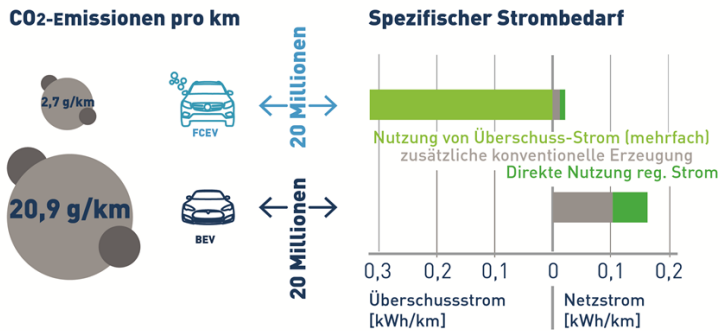 CO2-Emissionen pro km
Spezifischer Strombedarf
2,7 g/km
FCEV
20 Millionen
Nutzung von Überschuss-Strom (mehrfach)
zusätzliche konventionelle Erzeugung
Direkte Nutzung reg. Strom
20,9 g/km
BEV
20 Millionen
0,3 0,2 0,1 0 0,1 0,2
Überschussstrom
[kWh/km]
Netzstrom
[kWh/km]